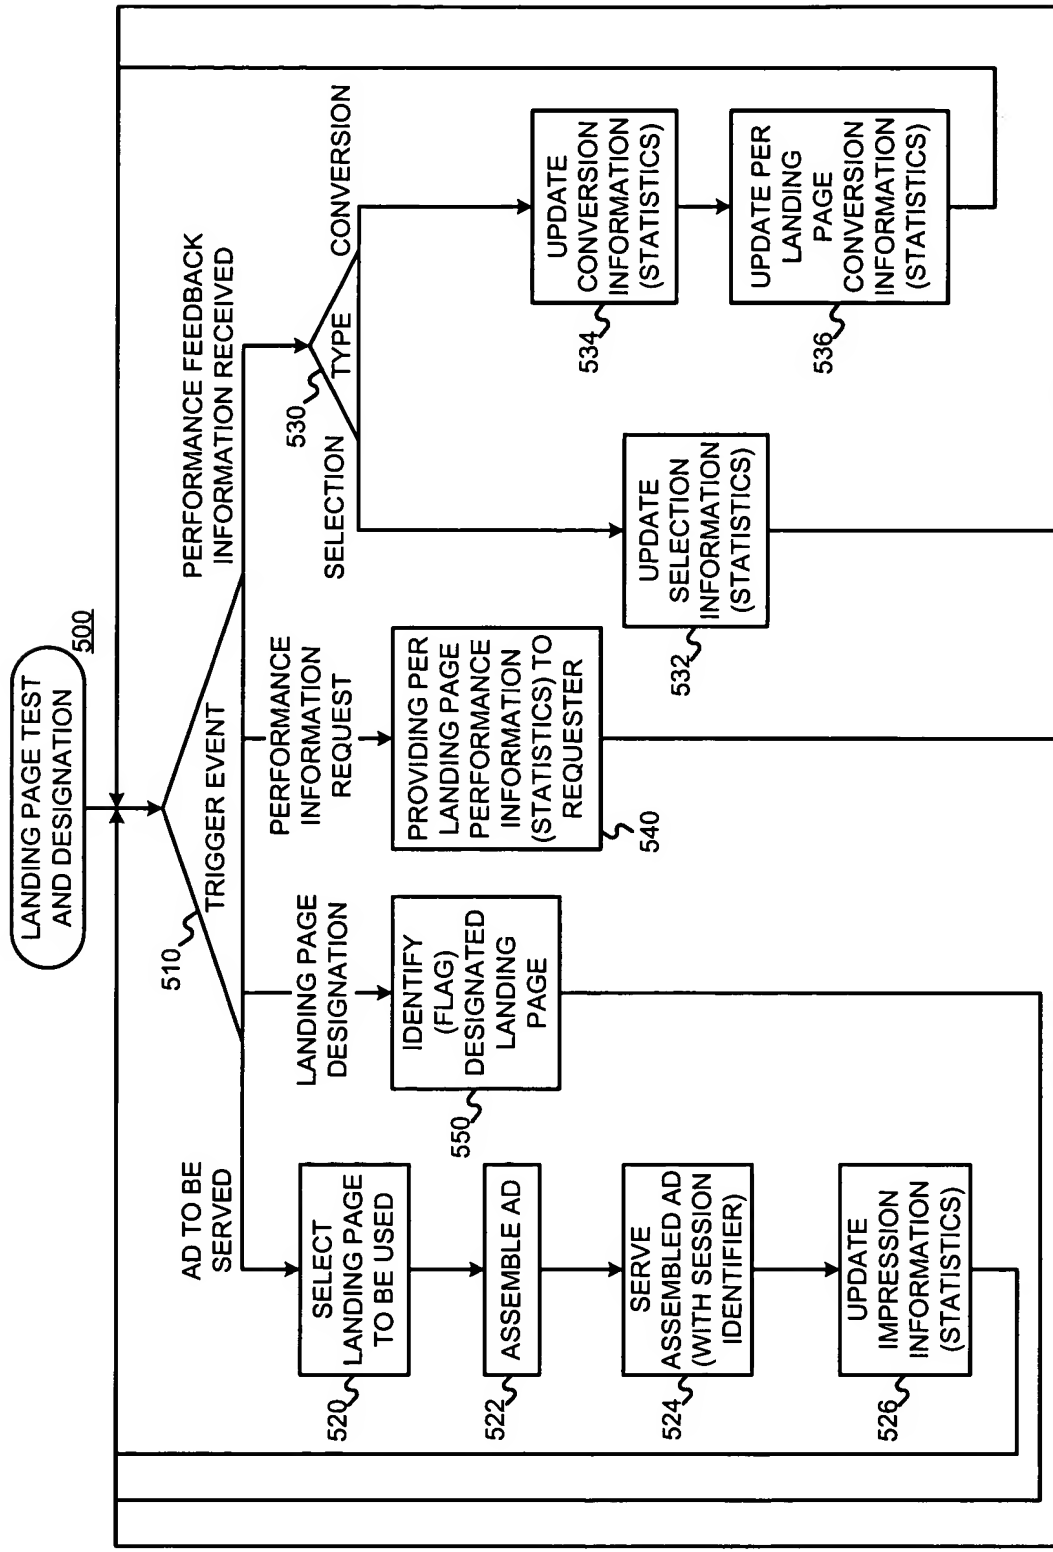 LANDING PAGE TEST
AND DESIGNATION
500
510
TRIGGER EVENT
AD TO BE
SERVED
SELECT
LANDING PAGE
TO BE USED
520
ASSEMBLE AD
522
SERVE
ASSEMBLED AD
(WITH SESSION
IDENTIFIER)
524
UPDATE
IMPRESSION
INFORMATION
(STATISTICS)
526
LANDING PAGE
DESIGNATION
IDENTIFY
(FLAG)
DESIGNATED
LANDING
PAGE
550
PERFORMANCE
INFORMATION
REQUEST
PROVIDING PER
LANDING PAGE
PERFORMANCE
INFORMATION
(STATISTICS) TO
REQUESTER
540
PERFORMANCE FEEDBACK
INFORMATION RECEIVED
530
TYPE
SELECTION
UPDATE
SELECTION
INFORMATION
(STATISTICS)
532
CONVERSION
UPDATE
CONVERSION
INFORMATION
(STATISTICS)
534
UPDATE PER
LANDING
PAGE
CONVERSION
INFORMATION
(STATISTICS)
536